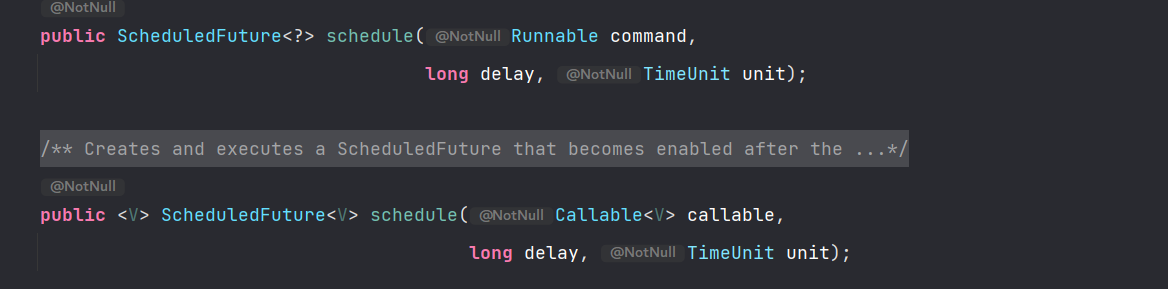 @NotNull
public ScheduledFuture<?> schedule(@NotNull Runnable command,
long delay, @NotNull TimeUnit unit);
/** Creates and executes a ScheduledFuture that becomes enabled after the ...*/
@NotNull
public <V> ScheduledFuture<V> schedule(@NotNull Callable<V> callable,
long delay, @NotNull TimeUnit unit);